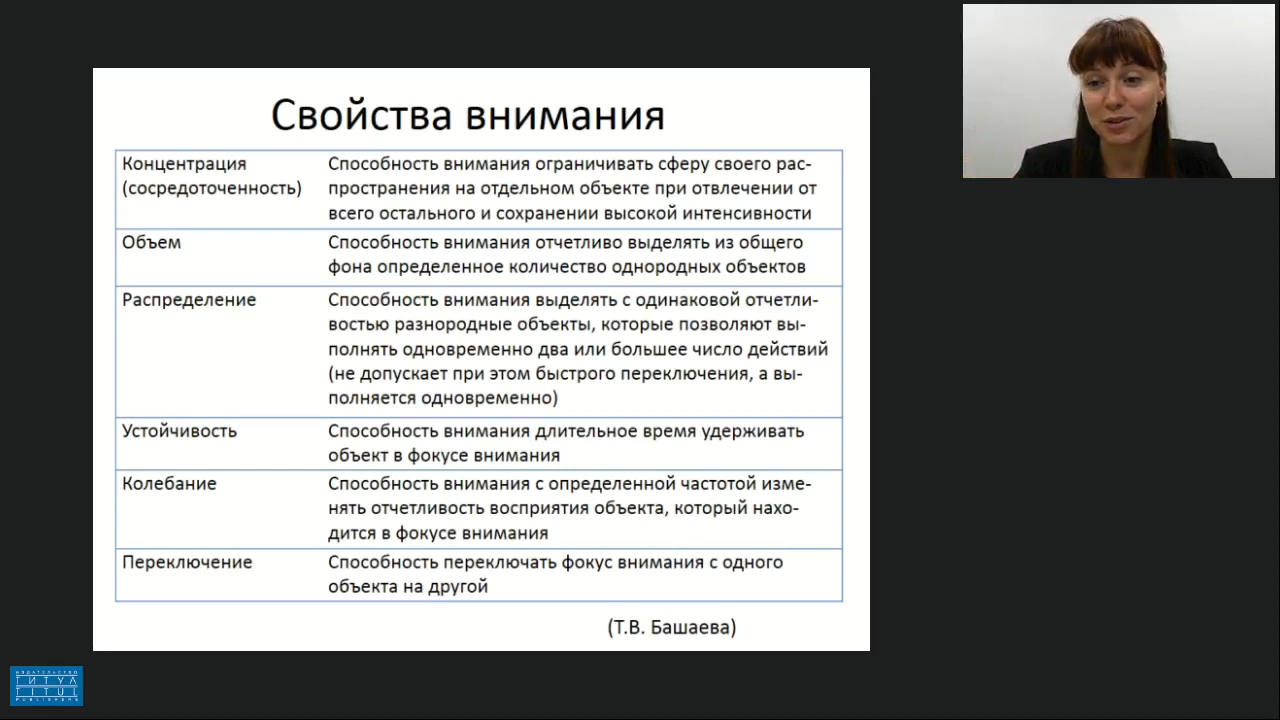 Свойства внимания
Концентрация
(сосредоточенность)
Способность внимания ограничивать сферу своего рас-
пространения на отдельном объекте при отвлечении от
всего остального и сохранении высокой интенсивности
Объем
Способность внимания отчетливо выделять из общего
фона определенное количество однородных объектов
Распределение
Способность внимания выделять с одинаковой отчетли-
востью разнородные объекты, которые позволяют вы-
полнять одновременно два или большее число действий
(не допускает при этом быстрого переключения, а вы-
полняется одновременно)
Устойчивость
Способность внимания длительное время удерживать
объект в фокусе внимания
Колебание
Способность внимания с определенной частотой изме-
нять отчетливость восприятия объекта, который нахо-
дится в фокусе внимания
Переключение
Способность переключать фокус внимания с одного
объекта на другой
(Т.В. Башаева)
ИЗДАТЕЛЬСТВО
ТИТУЛ
TITUL
PUBLISHERS